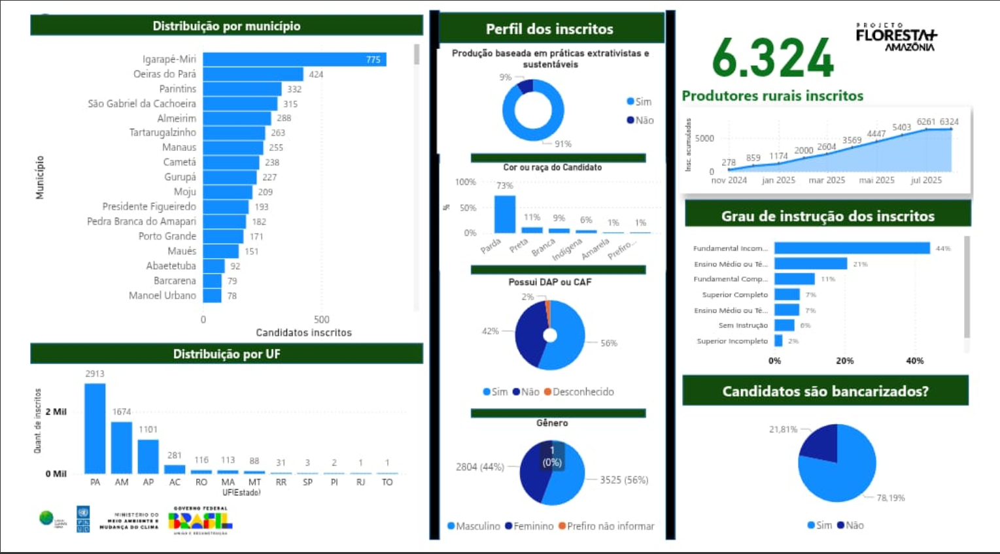 Distribuição por município
Município
Igarapé-Miri 775
Oeiras do Pará 424
Parintins 332
São Gabriel da Cachoeira 315
Almeirim 288
Tartarugalzinho 263
Manaus 255
Cametá 238
Gurupá 227
Moju 209
Presidente Figueiredo 193
Pedra Branca do Amapari 182
Porto Grande 171
Maués 151
Abaetetuba 92
Barcarena 79
Manoel Urbano 78
0 500
Candidatos inscritos
Distribuição por UF
Quant. de inscritos
2 Mil
0 Mil
2913 1674 1101 281 116 113 88 31 3 2 1 1
PA AM AP AC RO MA MT RR SP PI RJ TO
UF(Estado)
PNUD
MINISTÉRIO DO
MEIO AMBIENTE E
MUDANÇA DO CLIMA
GOVERNO FEDERAL
BRASIL
UNIÃO E RECONSTRUÇÃO
Perfil dos inscritos
Produção baseada em práticas extrativistas e
sustentáveis
9%
91%
Sim
Não
Cor ou raça do Candidato
%
100%
50%
0%
73% 11% 9% 6% 1% 1%
Parda Preta Branca Indígena Amarela Prefiro...
Possui DAP ou CAF
2%
42%
56%
Sim Não Desconhecido
Gênero
1
(0%)
2804 (44%)
3525 (56%)
Masculino Feminino Prefiro não informar
PROJETO
FLORESTA+
AMAZÔNIA
6.324
Produtores rurais inscritos
Insc. acumuladas
5000
0
278 859 1174 2000 2604 3569 4447 5403 6261 6324
nov 2024 jan 2025 mar 2025 mai 2025 jul 2025
Grau de instrução dos inscritos
Fundamental Incom... 44%
Ensino Médio ou Té... 21%
Fundamental Comp... 11%
Superior Completo 7%
Ensino Médio ou Té... 7%
Sem Instrução 6%
Superior Incompleto 2%
0% 20% 40%
Candidatos são bancarizados?
21,81%
78,19%
Sim Não